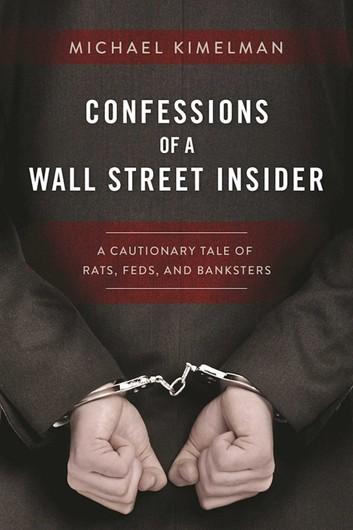 MICHAEL KIMELMAN
CONFESSIONS
OF A
WALL STREET INSIDER
A CAUTIONARY TALE OF
RATS, FEDS, AND BANKSTERS